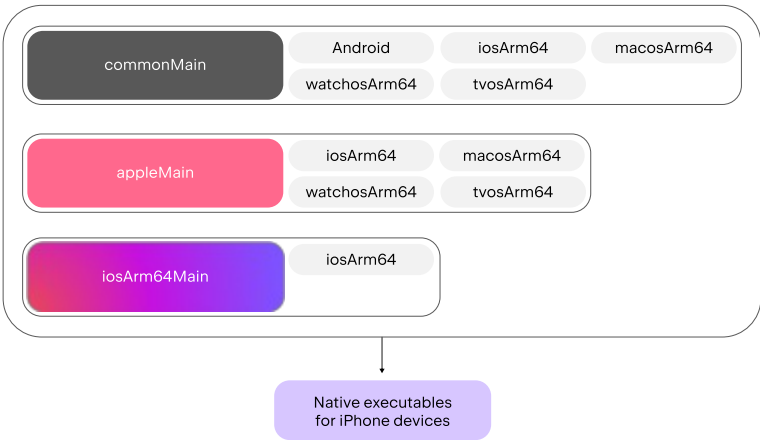 commonMain
Android
iosArm64
macosArm64
watchosArm64
tvosArm64
appleMain
iosArm64
macosArm64
watchosArm64
tvosArm64
iosArm64Main
iosArm64
Native executables
for iPhone devices